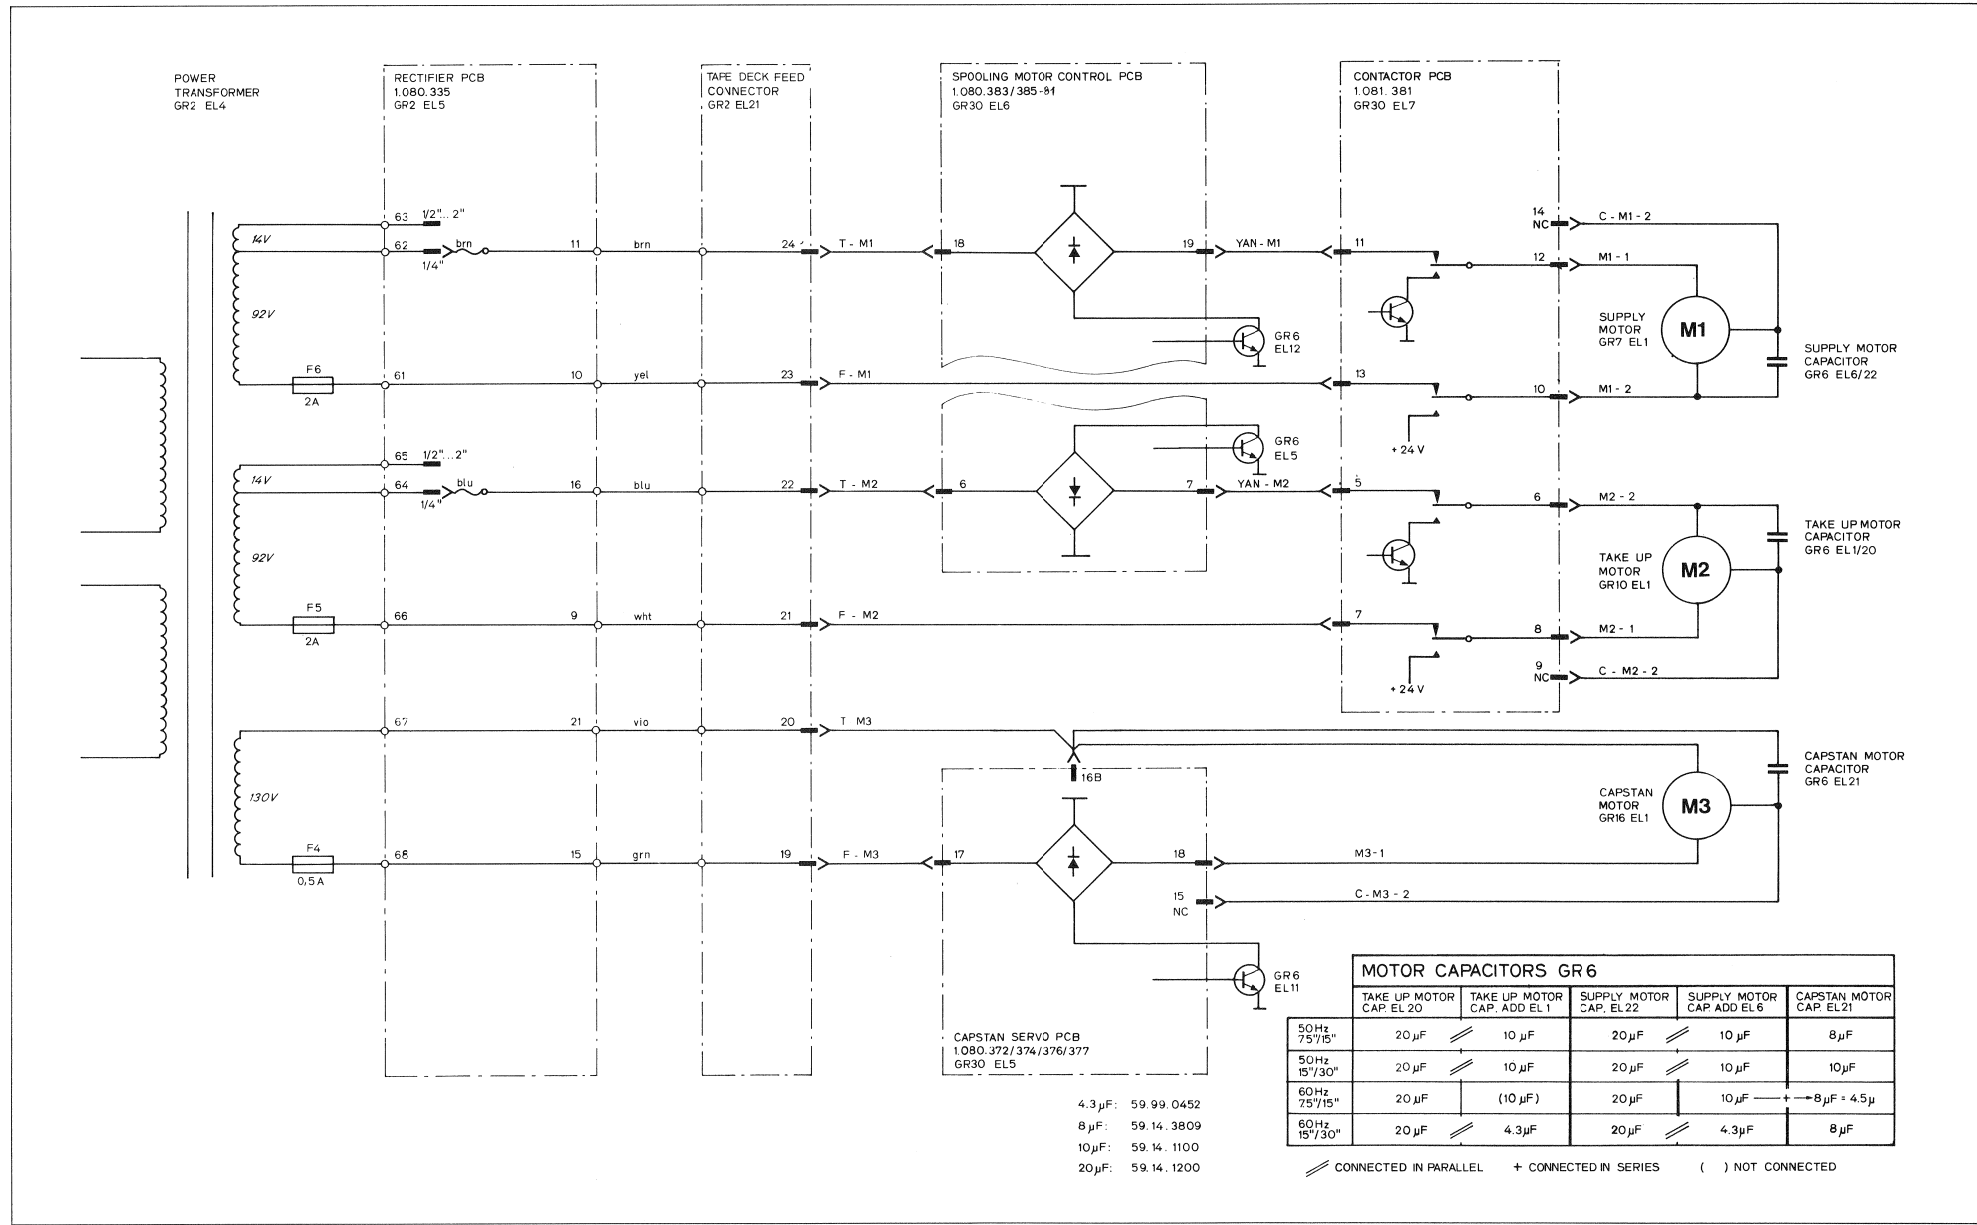 POWER
TRANSFORMER
GR2 EL4
RECTIFIER PCB
1.080.335
GR2 EL5
TAPE DECK FEED
CONNECTOR
GR2 EL21
SPOOLING MOTOR CONTROL PCB
1.080.383/385-81
GR30 EL6
CONTACTOR PCB
1.081.381
GR30 EL7
63 1/2"...2"
14V
62 brn 11 brn 24 T - M1 18 19 YAN - M1 11
1/4"
14
NC C - M1 - 2
12 M1 - 1
92V
GR6
EL12
SUPPLY
MOTOR
GR7 EL1
M1
SUPPLY MOTOR
CAPACITOR
GR6 EL6/22
F6
2A
61 10 yel 23 F - M1 13
10 M1 - 2
+24V
65 1/2"...2"
14V
GR6
EL5
64 blu 16 blu 22 T - M2 6 7 YAN - M2 5
1/4"
6 M2 - 2
92V
TAKE UP
MOTOR
GR10 EL1
M2
TAKE UP MOTOR
CAPACITOR
GR6 EL1/20
F5
2A
66 9 wht 21 F - M2 7
8 M2 - 1
9
NC C - M2 - 2
+24V
67 21 vio 20 T M3
16B
130V
CAPSTAN
MOTOR
GR16 EL1
M3
CAPSTAN MOTOR
CAPACITOR
GR6 EL21
F4
0,5A
68 15 grn 19 F - M3 17 18 M3-1
15
NC C - M3 - 2
GR6
EL11
CAPSTAN SERVO PCB
1.080.372/374/376/377
GR30 EL5
4.3µF: 59.99.0452
8µF: 59.14.3809
10µF: 59.14.1100
20µF: 59.14.1200
MOTOR CAPACITORS GR6
TAKE UP MOTOR
CAP. EL20
TAKE UP MOTOR
CAP. ADD EL1
SUPPLY MOTOR
CAP. EL22
SUPPLY MOTOR
CAP. ADD EL6
CAPSTAN MOTOR
CAP. EL21
50Hz
7.5"/15" 20µF // 10µF 20µF // 10µF 8µF
50Hz
15"/30" 20µF // 10µF 20µF // 10µF 10µF
60Hz
7.5"/15" 20µF (10µF) 20µF 10µF — + → 8µF = 4.5µ
60Hz
15"/30" 20µF // 4.3µF 20µF // 4.3µF 8µF
// CONNECTED IN PARALLEL + CONNECTED IN SERIES ( ) NOT CONNECTED